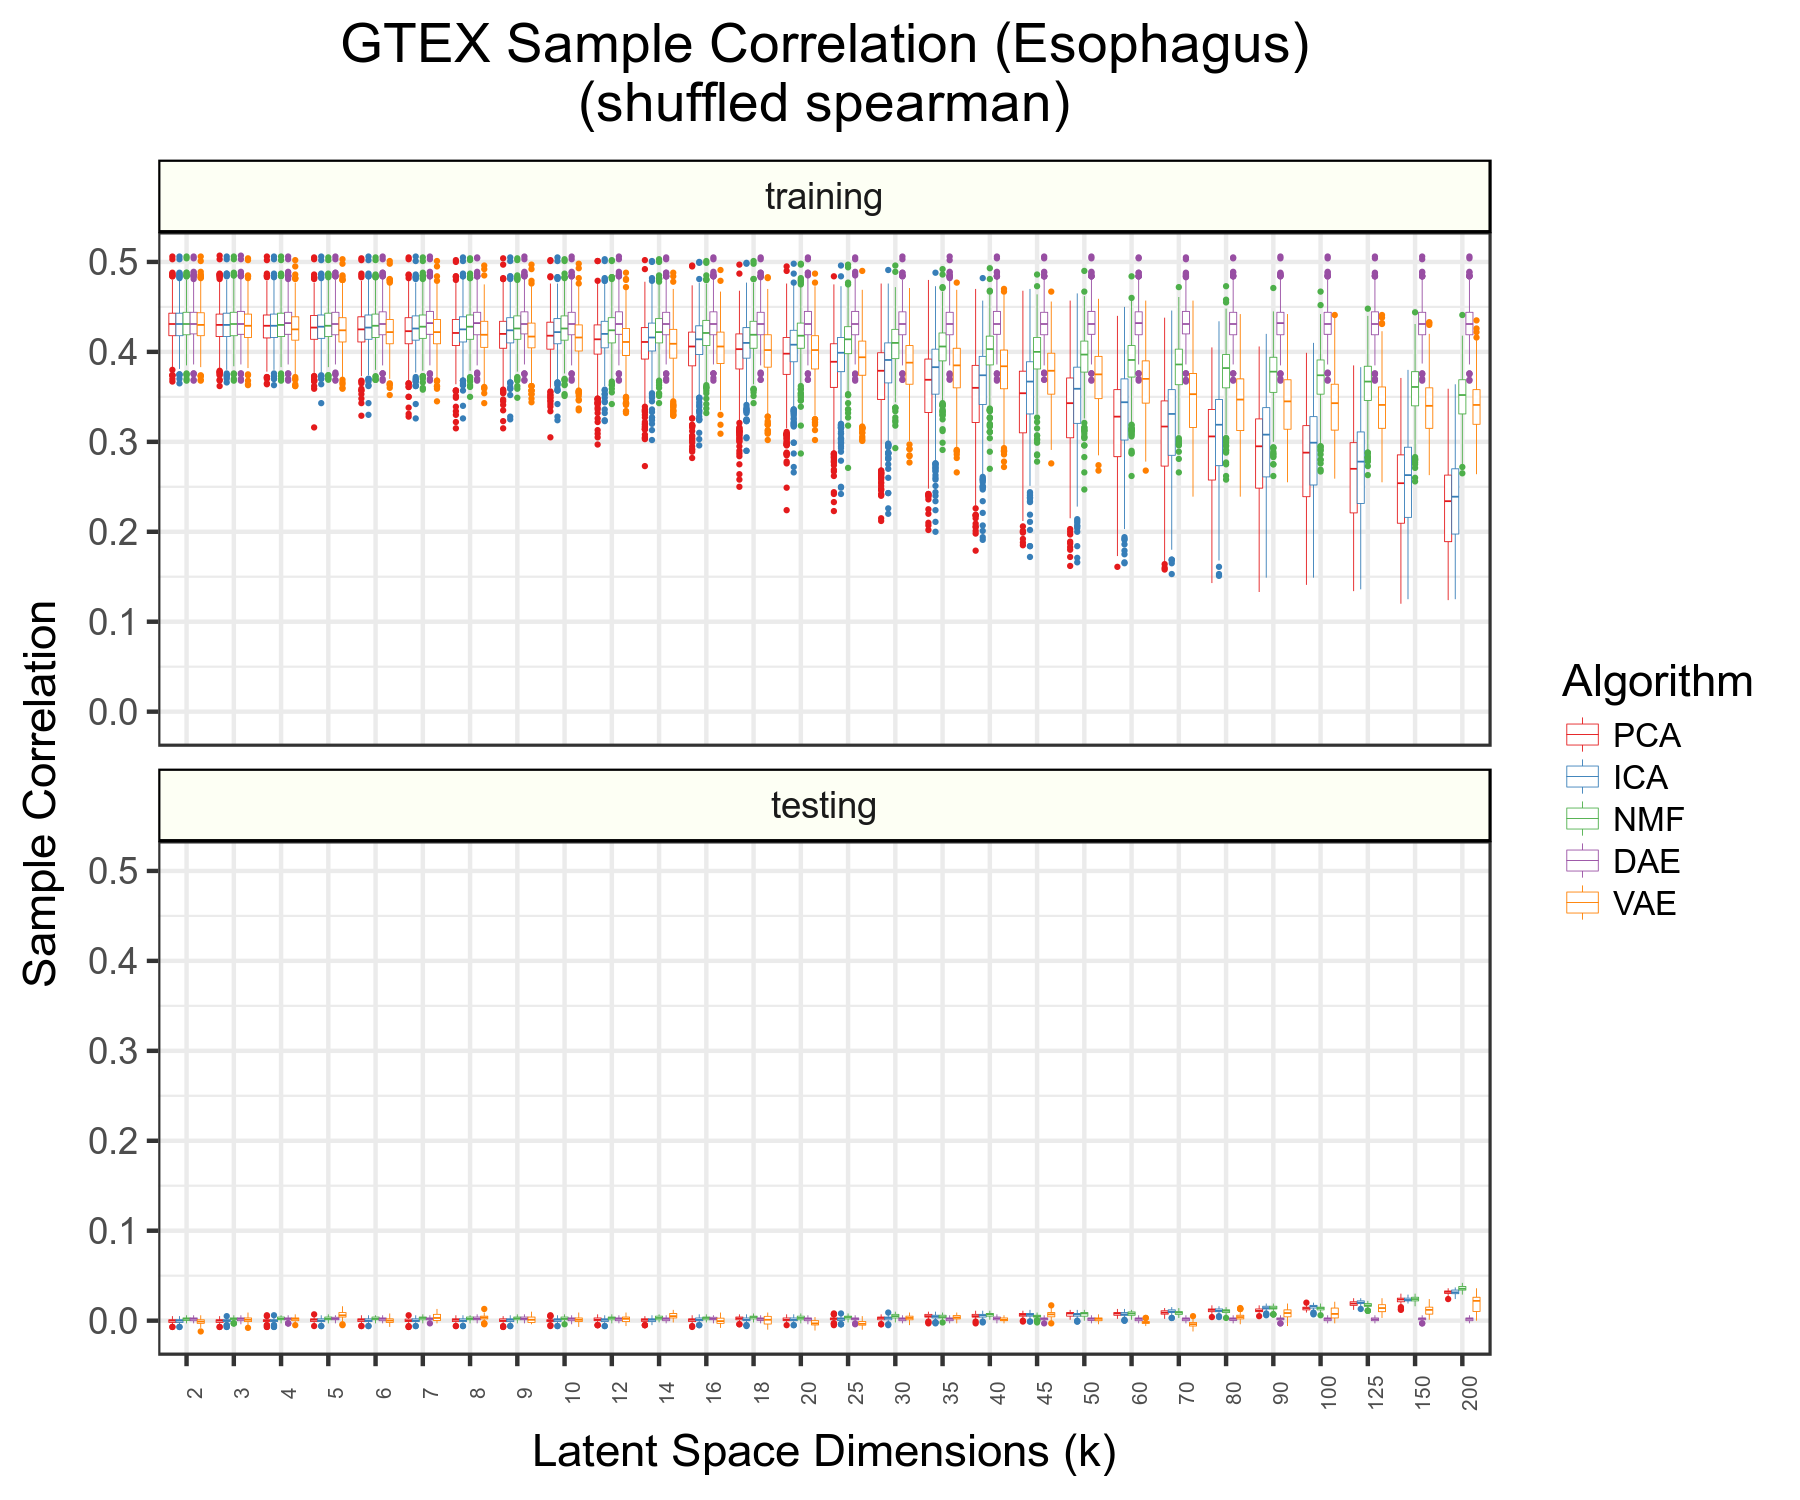 GTEX Sample Correlation (Esophagus)
(shuffled spearman)
training
0.5
0.4
0.3
0.2
0.1
0.0
testing
0.5
0.4
0.3
0.2
0.1
0.0
Sample Correlation
2 3 4 5 6 7 8 9 10 12 14 16 18 20 25 30 35 40 45 50 60 70 80 90 100 125 150 200
Latent Space Dimensions (k)
Algorithm
PCA
ICA
NMF
DAE
VAE